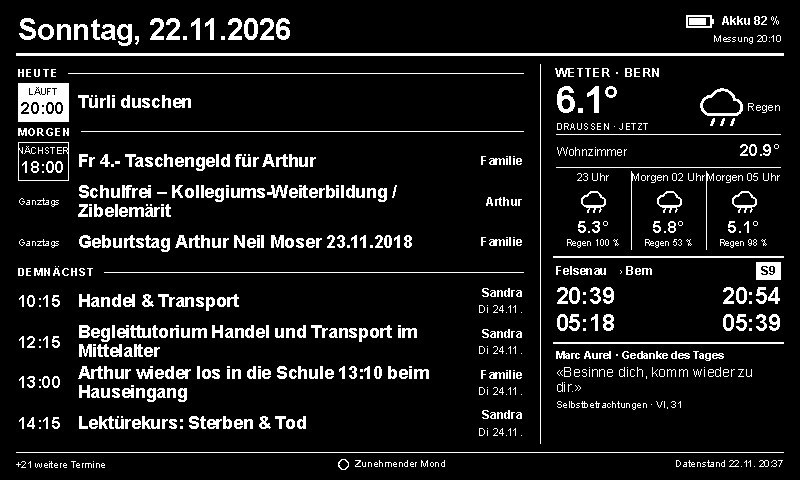 Sonntag, 22.11.2026
Akku 82 %
Messung 20:10
HEUTE
LÄUFT
20:00 Türli duschen
MORGEN
NÄCHSTER
18:00 Fr 4.- Taschengeld für Arthur Familie
Ganztags Schulfrei – Kollegiums-Weiterbildung / Zibelemärit Arthur
Ganztags Geburtstag Arthur Neil Moser 23.11.2018 Familie
DEMNÄCHST
10:15 Handel & Transport Sandra
Di 24.11.
12:15 Begleittutorium Handel und Transport im Mittelalter Sandra
Di 24.11.
13:00 Arthur wieder los in die Schule 13:10 beim Hauseingang Familie
Di 24.11.
14:15 Lektürekurs: Sterben & Tod Sandra
Di 24.11.
WETTER · BERN
6.1° Regen
DRAUSSEN · JETZT
Wohnzimmer 20.9°
23 Uhr Morgen 02 Uhr Morgen 05 Uhr
5.3° 5.8° 5.1°
Regen 100 % Regen 53 % Regen 98 %
Felsenau → Bern S9
20:39 20:54
05:18 05:39
Marc Aurel · Gedanke des Tages
«Besinne dich, komm wieder zu
dir.»
Selbstbetrachtungen · VI, 31
+21 weitere Termine Zunehmender Mond Datenstand 22.11. 20:37